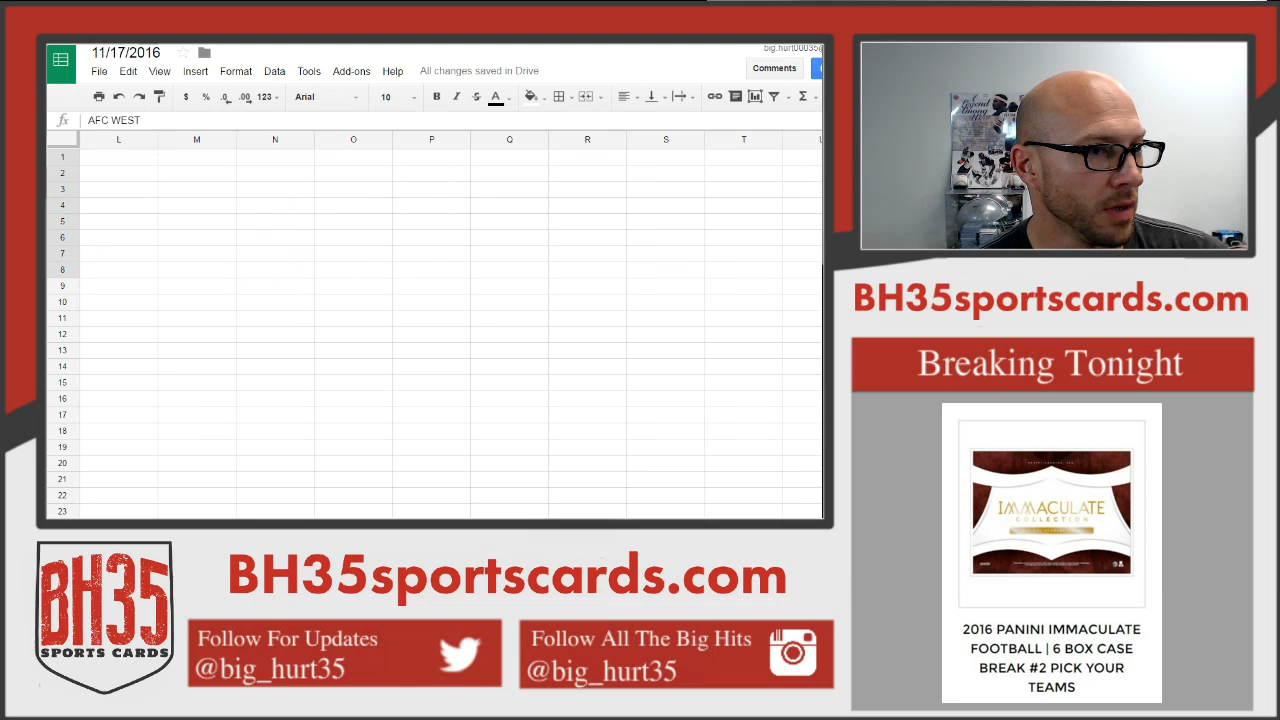 11/17/2016
File Edit View Insert Format Data Tools Add-ons Help All changes saved in Drive
Comments
$ % .0 .00 123 Arial 10 B I S A
fx AFC WEST
L M N O P Q R S T
1
2
3
4
5
6
7
8
9
10
11
12
13
14
15
16
17
18
19
20
21
22
23
BH35sportscards.com
Breaking Tonight
IMMACULATE
COLLECTION
2016 PANINI IMMACULATE
FOOTBALL | 6 BOX CASE
BREAK #2 PICK YOUR
TEAMS
BH35
SPORTS CARDS
BH35sportscards.com
Follow For Updates
@big_hurt35
Follow All The Big Hits
@big_hurt35